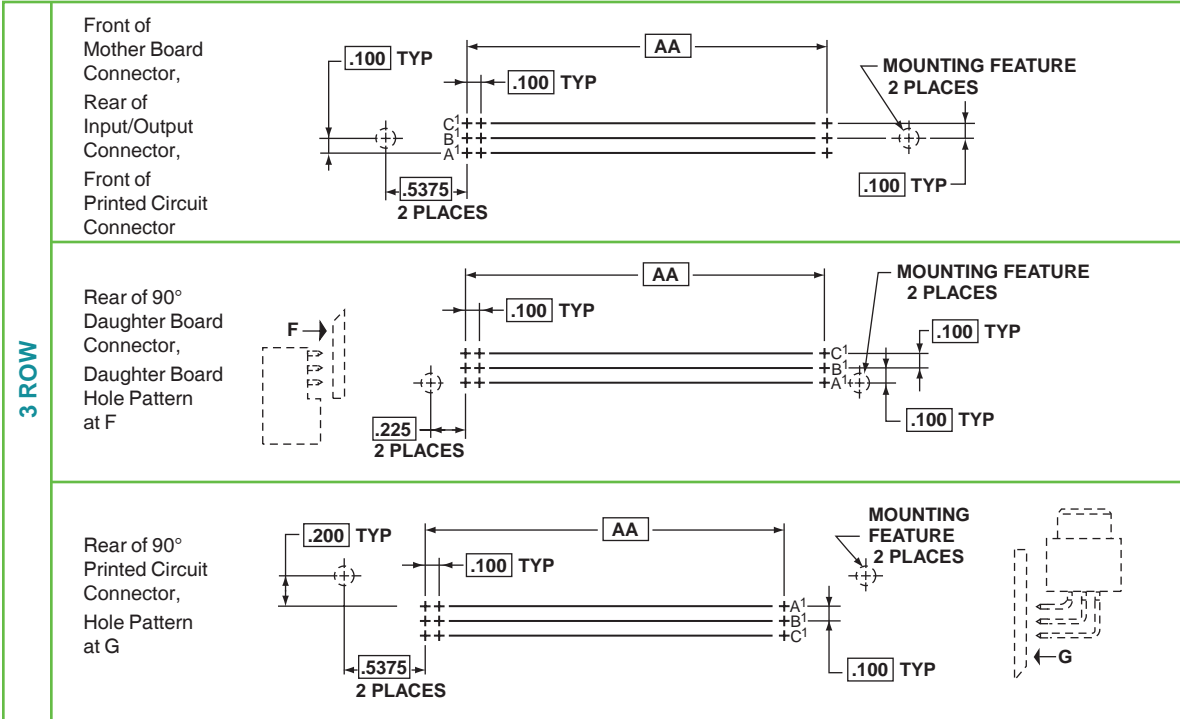 3 ROW
Front of
Mother Board
Connector,
Rear of
Input/Output
Connector,
Front of
Printed Circuit
Connector
.100 TYP
AA
.100 TYP
MOUNTING FEATURE
2 PLACES
C1
B1
A1
.5375
2 PLACES
.100 TYP
Rear of 90°
Daughter Board
Connector,
Daughter Board
Hole Pattern
at F
F
AA
.100 TYP
MOUNTING FEATURE
2 PLACES
.100 TYP
C1
B1
A1
.225
2 PLACES
.100 TYP
Rear of 90°
Printed Circuit
Connector,
Hole Pattern
at G
.200 TYP
AA
.100 TYP
MOUNTING
FEATURE
2 PLACES
A1
B1
C1
.5375
2 PLACES
.100 TYP
G